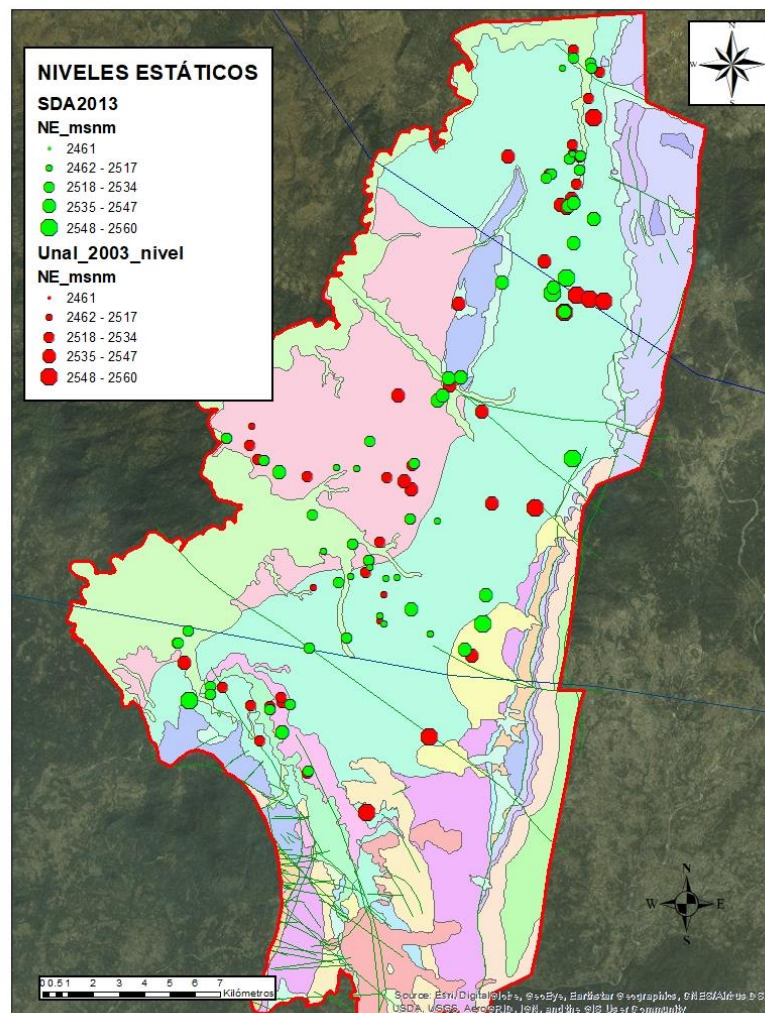 N
W E
S
NIVELES ESTÁTICOS
SDA2013
NE_msnm
2461
2462 - 2517
2518 - 2534
2535 - 2547
2548 - 2560
Unal_2003_nivel
NE_msnm
2461
2462 - 2517
2518 - 2534
2535 - 2547
2548 - 2560
N
W E
S
0 0.5 1 2 3 4 5 6 7
Kilómetros
Source: Esri, DigitalGlobe, GeoEye, Earthstar Geographics, CNES/Airbus DS
USDA, USGS, AeroGRID, IGN, and the GIS User Community